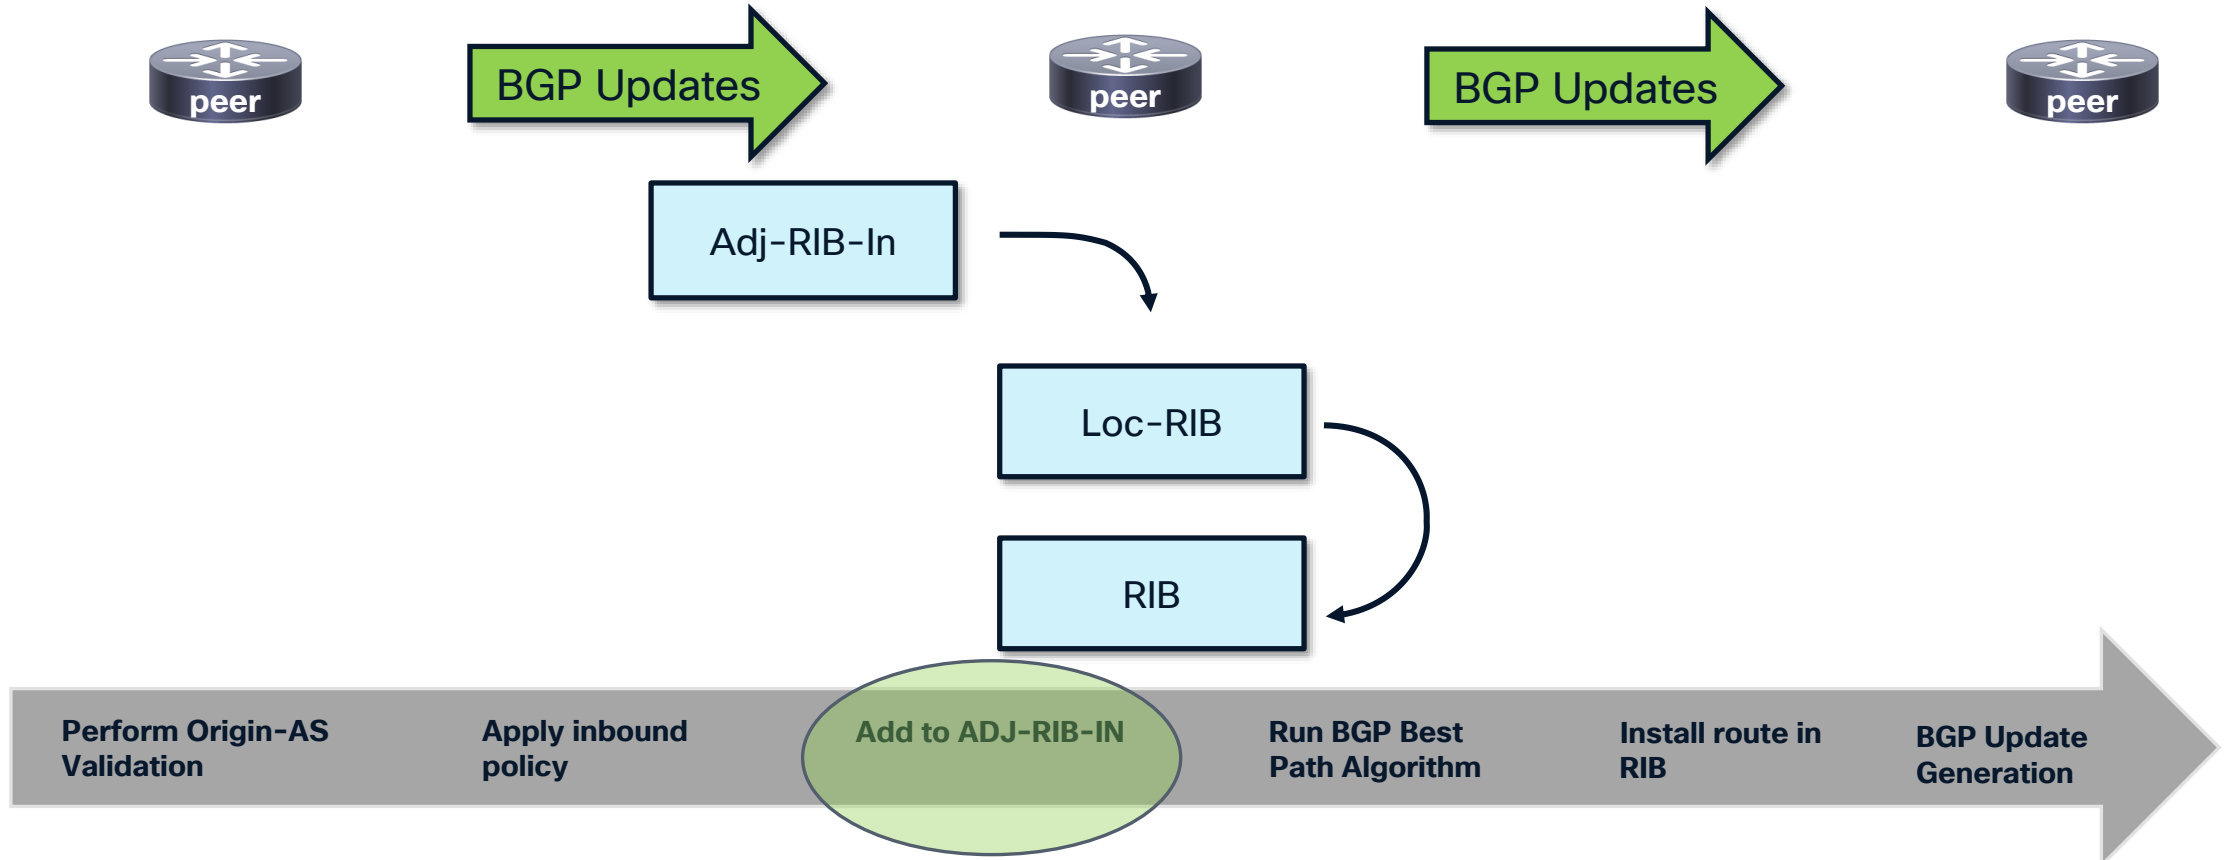 peer
BGP Updates
peer
BGP Updates
peer
Adj-RIB-In
Loc-RIB
RIB
Perform Origin-AS
Validation
Apply inbound
policy
Add to ADJ-RIB-IN
Run BGP Best
Path Algorithm
Install route in
RIB
BGP Update
Generation